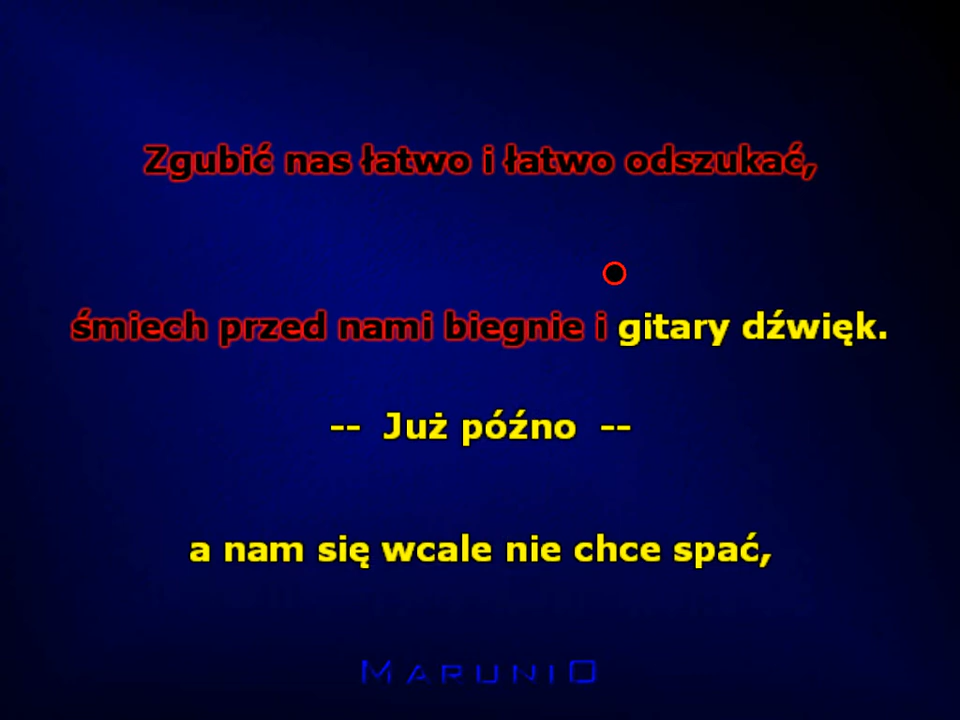 Zgubić nas łatwo i łatwo odszukać,
śmiech przed nami biegnie i gitary dźwięk.
-- Już późno --
a nam się wcale nie chce spać,
MARUNIO